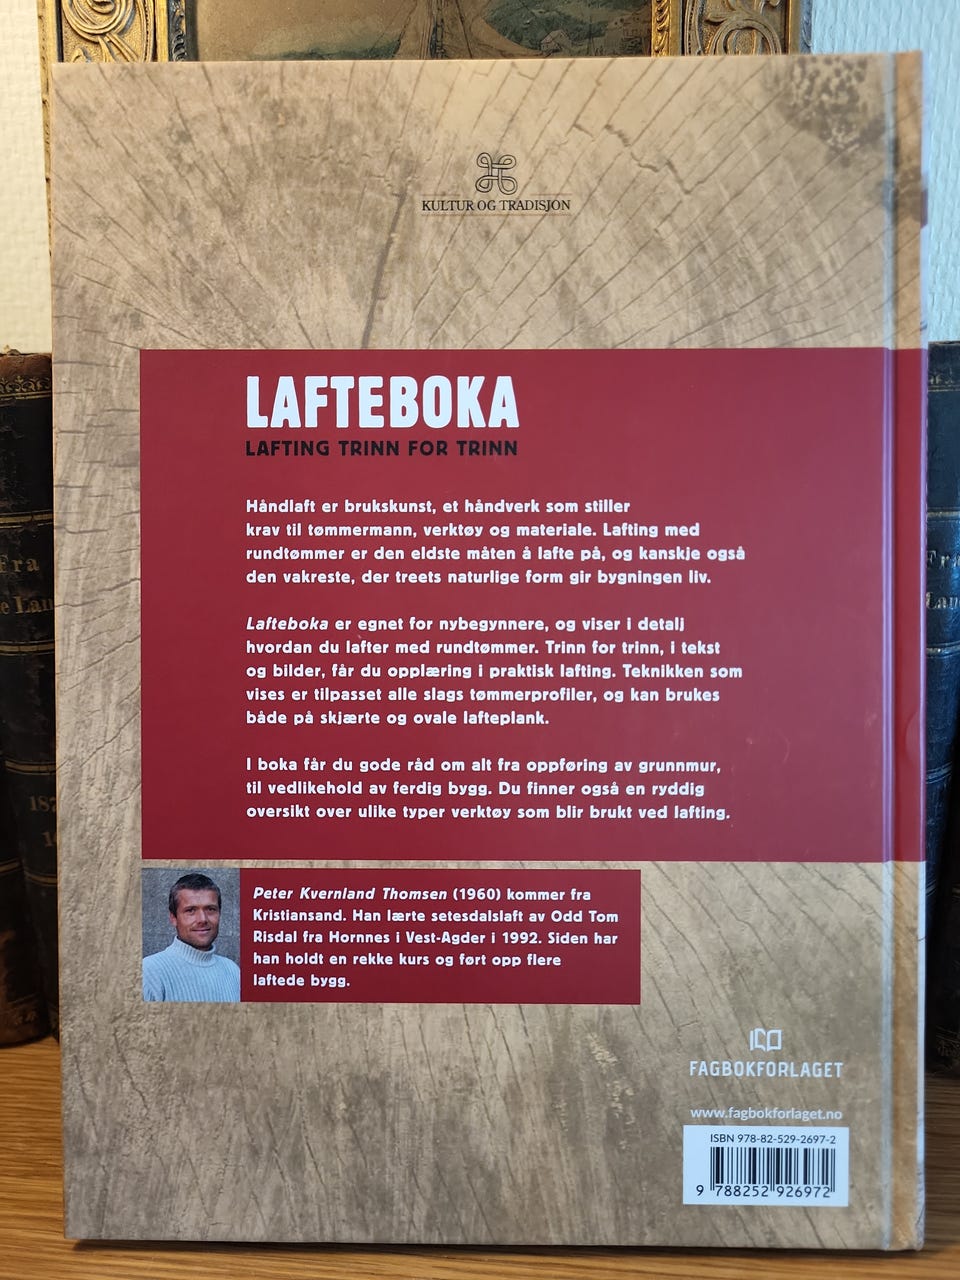 KULTUR OG TRADISJON
LAFTEBOKA
LAFTING TRINN FOR TRINN
Håndlaft er brukskunst, et håndverk som stiller
krav til tømmermann, verktøy og materiale. Lafting med
rundtømmer er den eldste måten å lafte på, og kanskje også
den vakreste, der treets naturlige form gir bygningen liv.
Lafteboka er egnet for nybegynnere, og viser i detalj
hvordan du lafter med rundtømmer. Trinn for trinn, i tekst
og bilder, får du opplæring i praktisk lafting. Teknikken som
vises er tilpasset alle slags tømmerprofiler, og kan brukes
både på skjærte og ovale lafteplank.
I boka får du gode råd om alt fra oppføring av grunnmur,
til vedlikehold av ferdig bygg. Du finner også en ryddig
oversikt over ulike typer verktøy som blir brukt ved lafting.
Peter Kvernland Thomsen (1960) kommer fra
Kristiansand. Han lærte setesdalslaft av Odd Tom
Risdal fra Hornnes i Vest-Agder i 1992. Siden har
han holdt en rekke kurs og ført opp flere
laftede bygg.
FAGBOKFORLAGET
www.fagbokforlaget.no
ISBN 978-82-529-2697-2
9 788252 926972
Fra